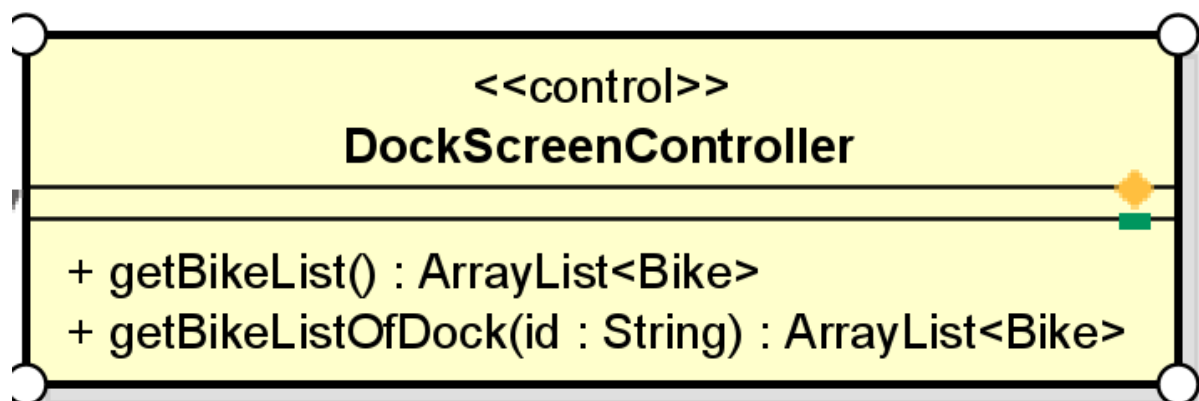 <<control>>
DockScreenController
+ getBikeList() : ArrayList<Bike>
+ getBikeListOfDock(id : String) : ArrayList<Bike>